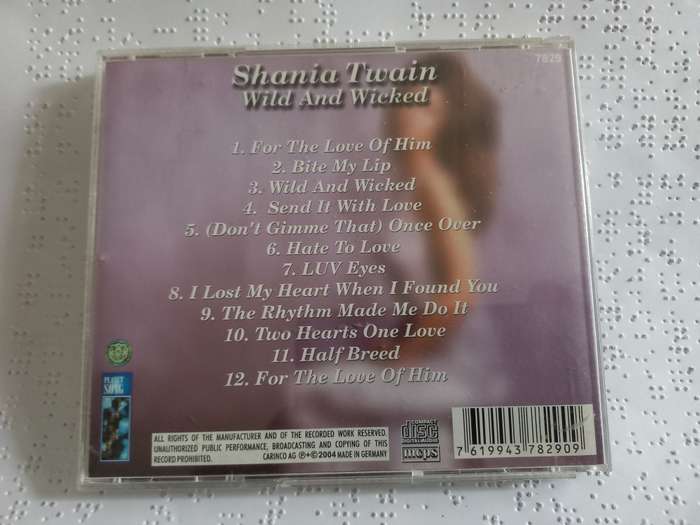 7829
Shania Twain
Wild And Wicked
1. For The Love Of Him
2. Bite My Lip
3. Wild And Wicked
4. Send It With Love
5. (Don't Gimme That) Once Over
6. Hate To Love
7. LUV Eyes
8. I Lost My Heart When I Found You
9. The Rhythm Made Me Do It
10. Two Hearts One Love
11. Half Breed
12. For The Love Of Him
PLANET
SONG
ALL RIGHTS OF THE MANUFACTURER AND OF THE RECORDED WORK RESERVED.
UNAUTHORIZED PUBLIC PERFORMANCE, BROADCASTING AND COPYING OF THIS
RECORD PROHIBITED. CARINCO AG ℗+©2004 MADE IN GERMANY
COMPACT
disc
DIGITAL AUDIO
mcps
7 619943 782909